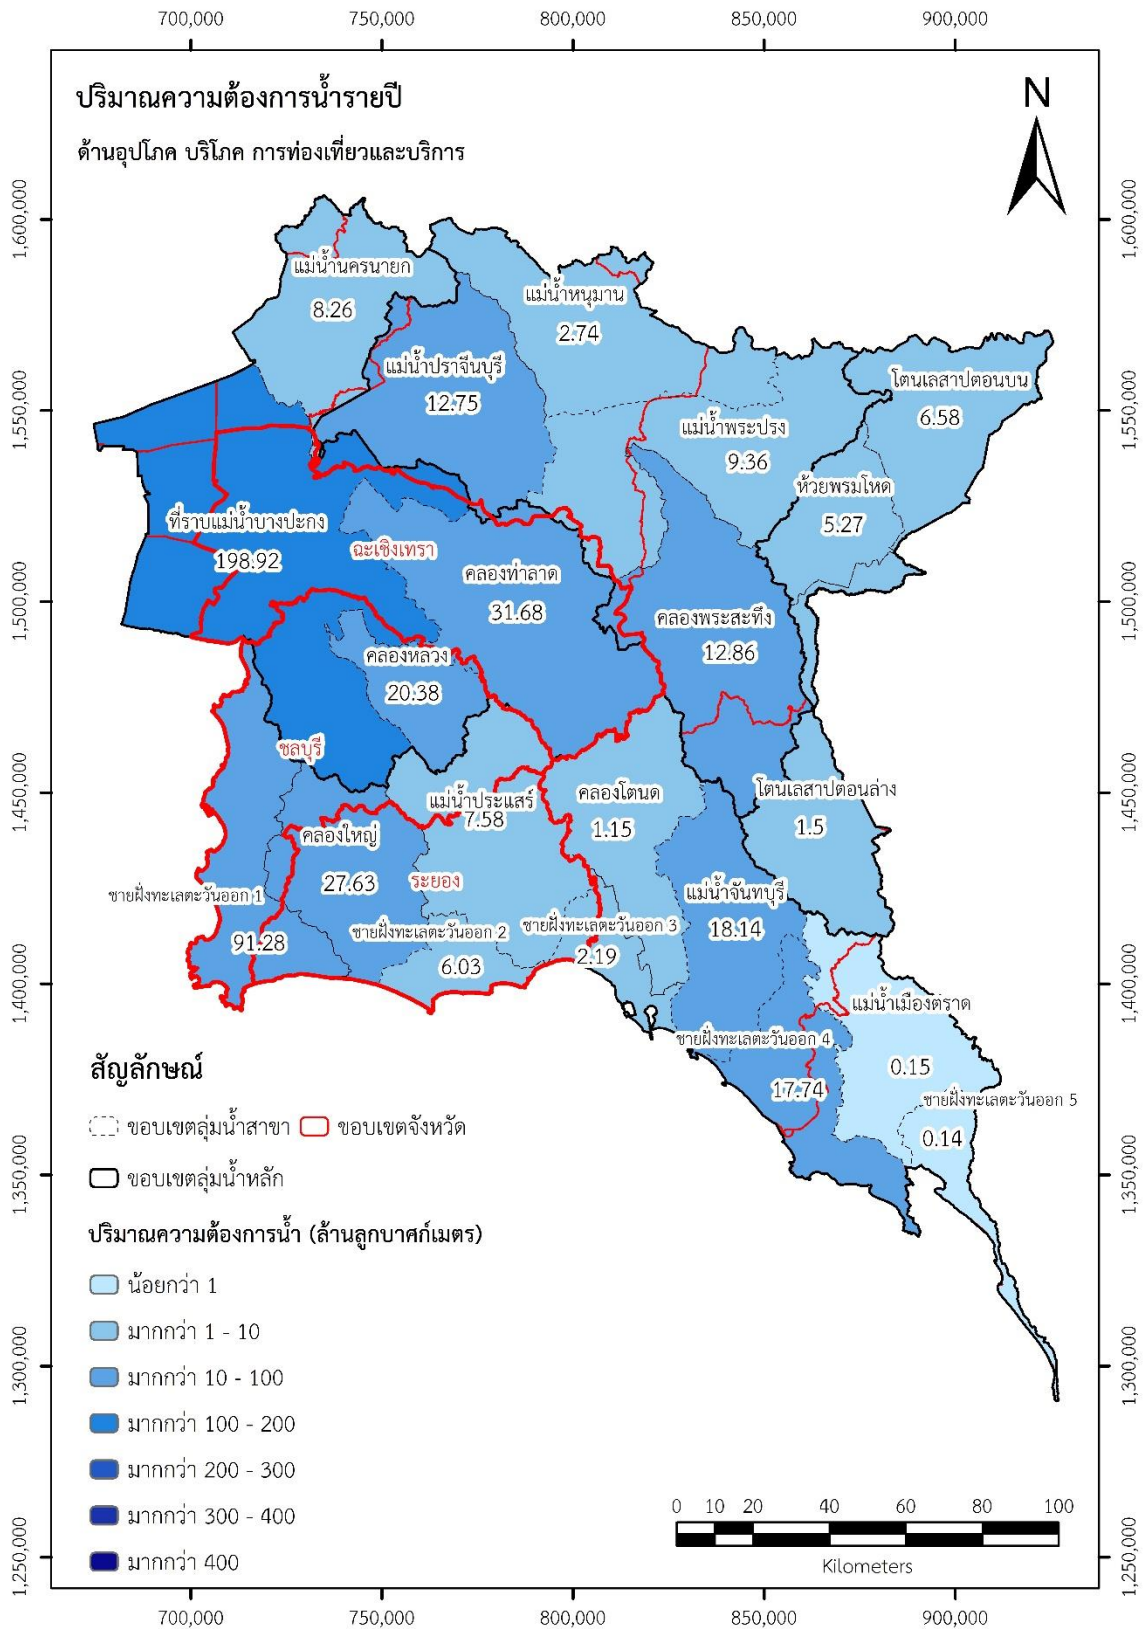 700,000 750,000 800,000 850,000 900,000
ปริมาณความต้องการน้ำรายปี
ด้านอุปโภค บริโภค การท่องเที่ยวและบริการ
N
1,600,000 1,600,000
แม่น้ำนครนายก
8.26
แม่น้ำหนุมาน
2.74
แม่น้ำปราจีนบุรี
12.75
โตนเลสาปตอนบน
6.58
1,550,000 1,550,000
แม่น้ำพระปรง
9.36
ห้วยพรมโหด
5.27
ที่ราบแม่น้ำบางปะกง
198.92
ฉะเชิงเทรา
คลองท่าลาด
31.68
1,500,000 1,500,000
คลองพระสะทึง
12.86
คลองหลวง
20.38
ชลบุรี
1,450,000 1,450,000
แม่น้ำประแสร์
7.58
คลองโตนด
1.15
โตนเลสาปตอนล่าง
1.5
คลองใหญ่
27.63
ระยอง
ชายฝั่งทะเลตะวันออก 1
91.28
แม่น้ำจันทบุรี
18.14
ชายฝั่งทะเลตะวันออก 2
6.03
ชายฝั่งทะเลตะวันออก 3
2.19
1,400,000 1,400,000
แม่น้ำเมืองตราด
0.15
ชายฝั่งทะเลตะวันออก 4
17.74
ชายฝั่งทะเลตะวันออก 5
0.14
สัญลักษณ์
ขอบเขตลุ่มน้ำสาขา ขอบเขตจังหวัด
ขอบเขตลุ่มน้ำหลัก
1,350,000 1,350,000
ปริมาณความต้องการน้ำ (ล้านลูกบาศก์เมตร)
น้อยกว่า 1
มากกว่า 1 - 10
มากกว่า 10 - 100
1,300,000 1,300,000
มากกว่า 100 - 200
มากกว่า 200 - 300
มากกว่า 300 - 400
มากกว่า 400
0 10 20 40 60 80 100
Kilometers
1,250,000 1,250,000
700,000 750,000 800,000 850,000 900,000